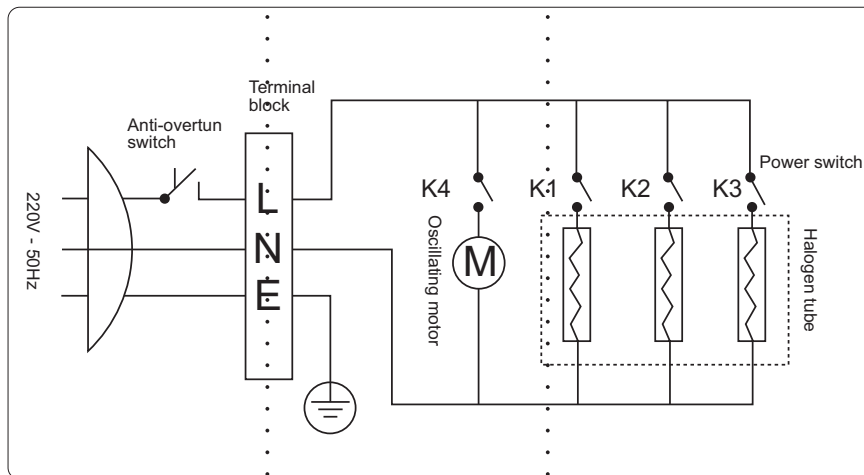 Terminal
block
Anti-overtun
switch
Power switch
K4
K1
K2
K3
L
N
E
M
220V - 50Hz
Oscillating motor
Halogen tube